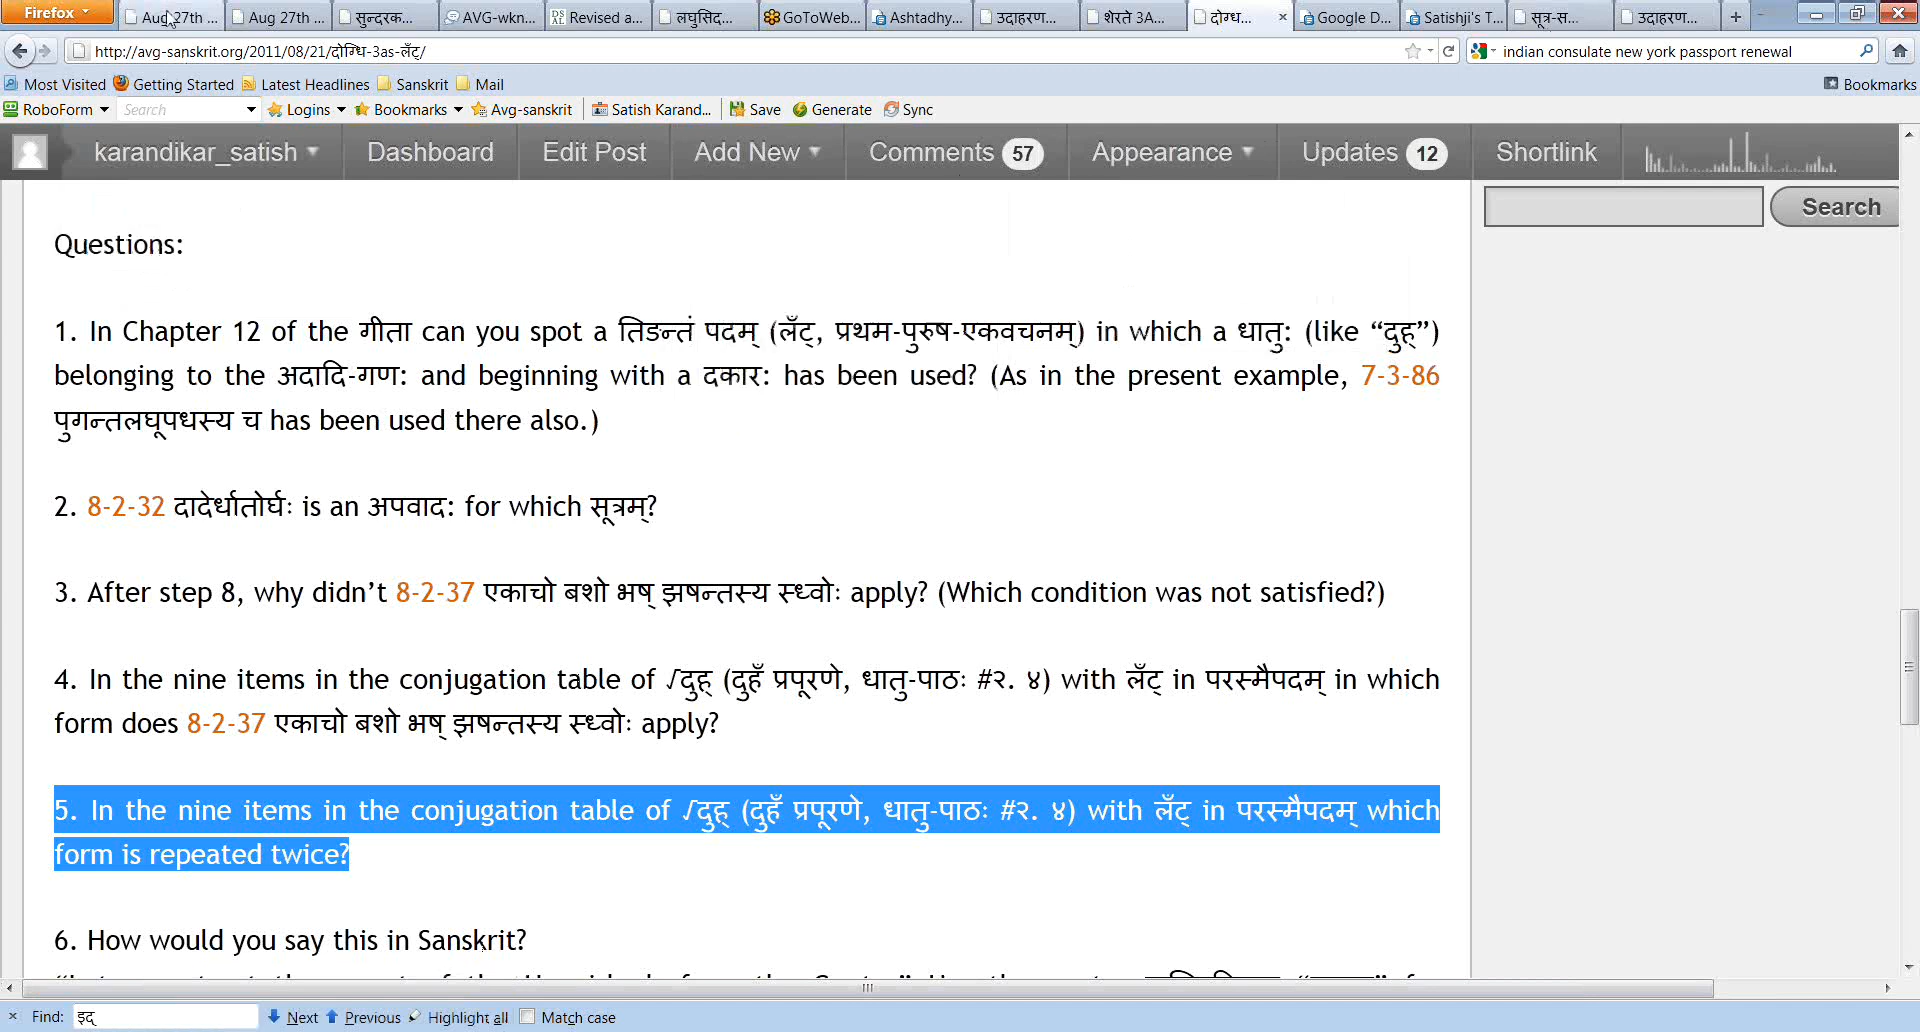 Firefox
Aug 27th ...
Aug 27th ...
सुन्दरक...
AVG-wkn...
Revised a...
लघुसिद्...
GoToWeb...
Ashtadhy...
उदाहरण...
शेरते 3A...
दोग्ध...
Google D...
Satishji's T...
सूत्र-स...
उदाहरण...
http://avg-sanskrit.org/2011/08/21/दोग्धि-3as-लँट्/
indian consulate new york passport renewal
Most Visited Getting Started Latest Headlines Sanskrit Mail Bookmarks
RoboForm Search Logins Bookmarks Avg-sanskrit Satish Karand... Save Generate Sync
karandikar_satish Dashboard Edit Post Add New Comments 57 Appearance Updates 12 Shortlink
Search
Questions:
1. In Chapter 12 of the गीता can you spot a तिङन्तं पदम् (लँट्, प्रथम-पुरुष-एकवचनम्) in which a धातु: (like “दुह्”)
belonging to the अदादि-गण: and beginning with a दकार: has been used? (As in the present example, 7-3-86
पुगन्तलघूपधस्य च has been used there also.)
2. 8-2-32 दादेर्धातोर्घः is an अपवाद: for which सूत्रम्?
3. After step 8, why didn’t 8-2-37 एकाचो बशो भष् झषन्तस्य स्ध्वोः apply? (Which condition was not satisfied?)
4. In the nine items in the conjugation table of √दुह् (दुहँ प्रपूरणे, धातु-पाठः #२. ४) with लँट् in परस्मैपदम् in which
form does 8-2-37 एकाचो बशो भष् झषन्तस्य स्ध्वोः apply?
5. In the nine items in the conjugation table of √दुह् (दुहँ प्रपूरणे, धातु-पाठः #२. ४) with लँट् in परस्मैपदम् which
form is repeated twice?
6. How would you say this in Sanskrit?
Find: इद् Next Previous Highlight all Match case